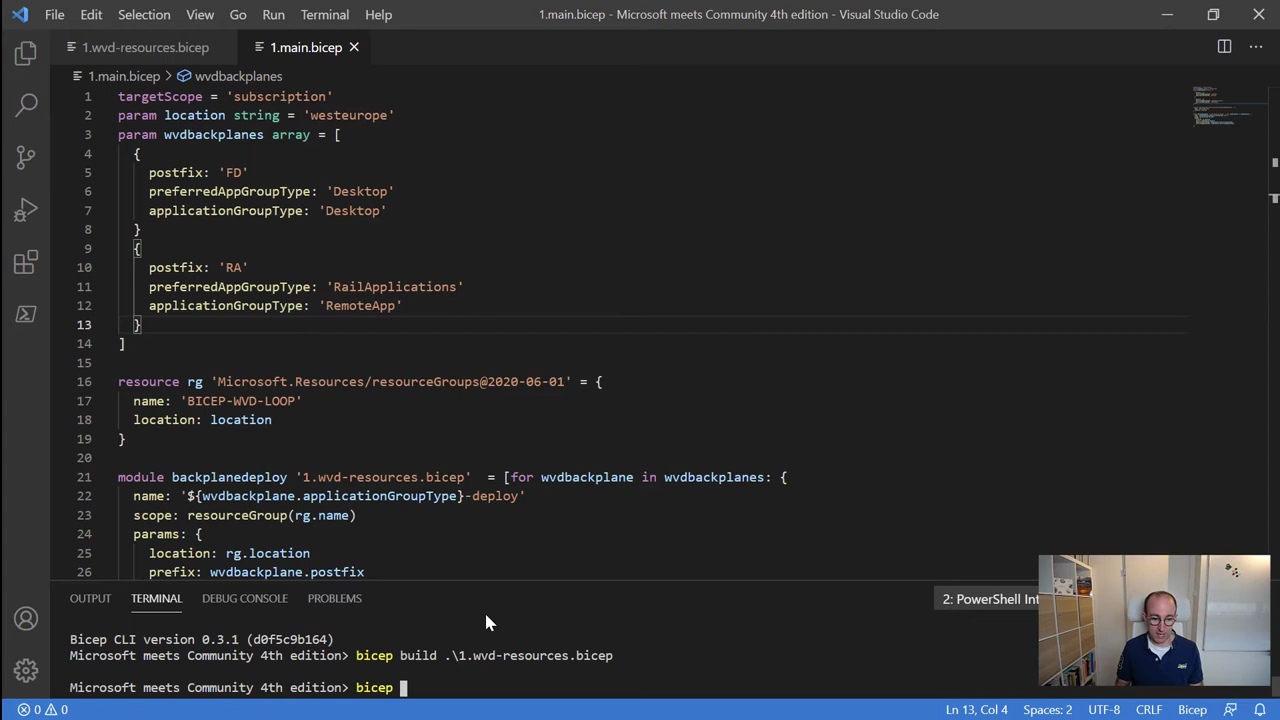 File Edit Selection View Go Run Terminal Help 1.main.bicep - Microsoft meets Community 4th edition - Visual Studio Code
1.wvd-resources.bicep 1.main.bicep
1.main.bicep > wvdbackplanes
1 targetScope = 'subscription'
2 param location string = 'westeurope'
3 param wvdbackplanes array = [
4 {
5 postfix: 'FD'
6 preferredAppGroupType: 'Desktop'
7 applicationGroupType: 'Desktop'
8 }
9 {
10 postfix: 'RA'
11 preferredAppGroupType: 'RailApplications'
12 applicationGroupType: 'RemoteApp'
13 }
14 ]
15
16 resource rg 'Microsoft.Resources/resourceGroups@2020-06-01' = {
17 name: 'BICEP-WVD-LOOP'
18 location: location
19 }
20
21 module backplanedeploy '1.wvd-resources.bicep' = [for wvdbackplane in wvdbackplanes: {
22 name: '${wvdbackplane.applicationGroupType}-deploy'
23 scope: resourceGroup(rg.name)
24 params: {
25 location: rg.location
26 prefix: wvdbackplane.postfix
OUTPUT TERMINAL DEBUG CONSOLE PROBLEMS 2: PowerShell Int
Bicep CLI version 0.3.1 (d0f5c9b164)
Microsoft meets Community 4th edition> bicep build .\1.wvd-resources.bicep
Microsoft meets Community 4th edition> bicep
0 0 Ln 13, Col 4 Spaces: 2 UTF-8 CRLF Bicep